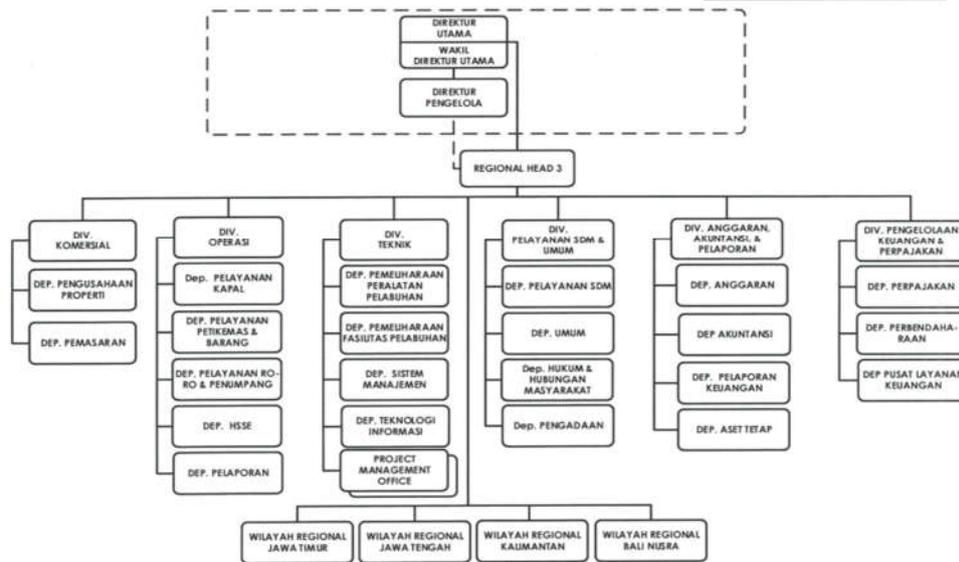 DIREKTUR
UTAMA
WAKIL
DIREKTUR UTAMA
DIREKTUR
PENGELOLA
REGIONAL HEAD 3
DIV.
KOMERSIAL
DEP. PENGUSAHAAN
PROPERTI
DEP. PEMASARAN
DIV.
OPERASI
Dep. PELAYANAN
KAPAL
DEP. PELAYANAN
PETIKEMAS &
BARANG
DEP. PELAYANAN RO-
RO & PENUMPANG
DEP. HSSE
DEP. PELAPORAN
DIV.
TEKNIK
DEP. PEMELIHARAAN
PERALATAN
PELABUHAN
DEP. PEMELIHARAAN
FASILITAS PELABUHAN
DEP. SISTEM
MANAJEMEN
DEP. TEKNOLOGI
INFORMASI
PROJECT
MANAGEMENT
OFFICE
DIV.
PELAYANAN SDM &
UMUM
DEP. PELAYANAN SDM
DEP. UMUM
Dep. HUKUM &
HUBUNGAN
MASYARAKAT
Dep. PENGADAAN
DIV. ANGGARAN,
AKUNTANSI, &
PELAPORAN
DEP. ANGGARAN
DEP AKUNTANSI
DEP. PELAPORAN
KEUANGAN
DEP. ASET TETAP
DIV. PENGELOLAAN
KEUANGAN &
PERPAJAKAN
DEP. PERPAJAKAN
DEP. PERBENDAHA-
RAAN
DEP PUSAT LAYANAN
KEUANGAN
WILAYAH REGIONAL
JAWA TIMUR
WILAYAH REGIONAL
JAWA TENGAH
WILAYAH REGIONAL
KALIMANTAN
WILAYAH REGIONAL
BALI NUSRA